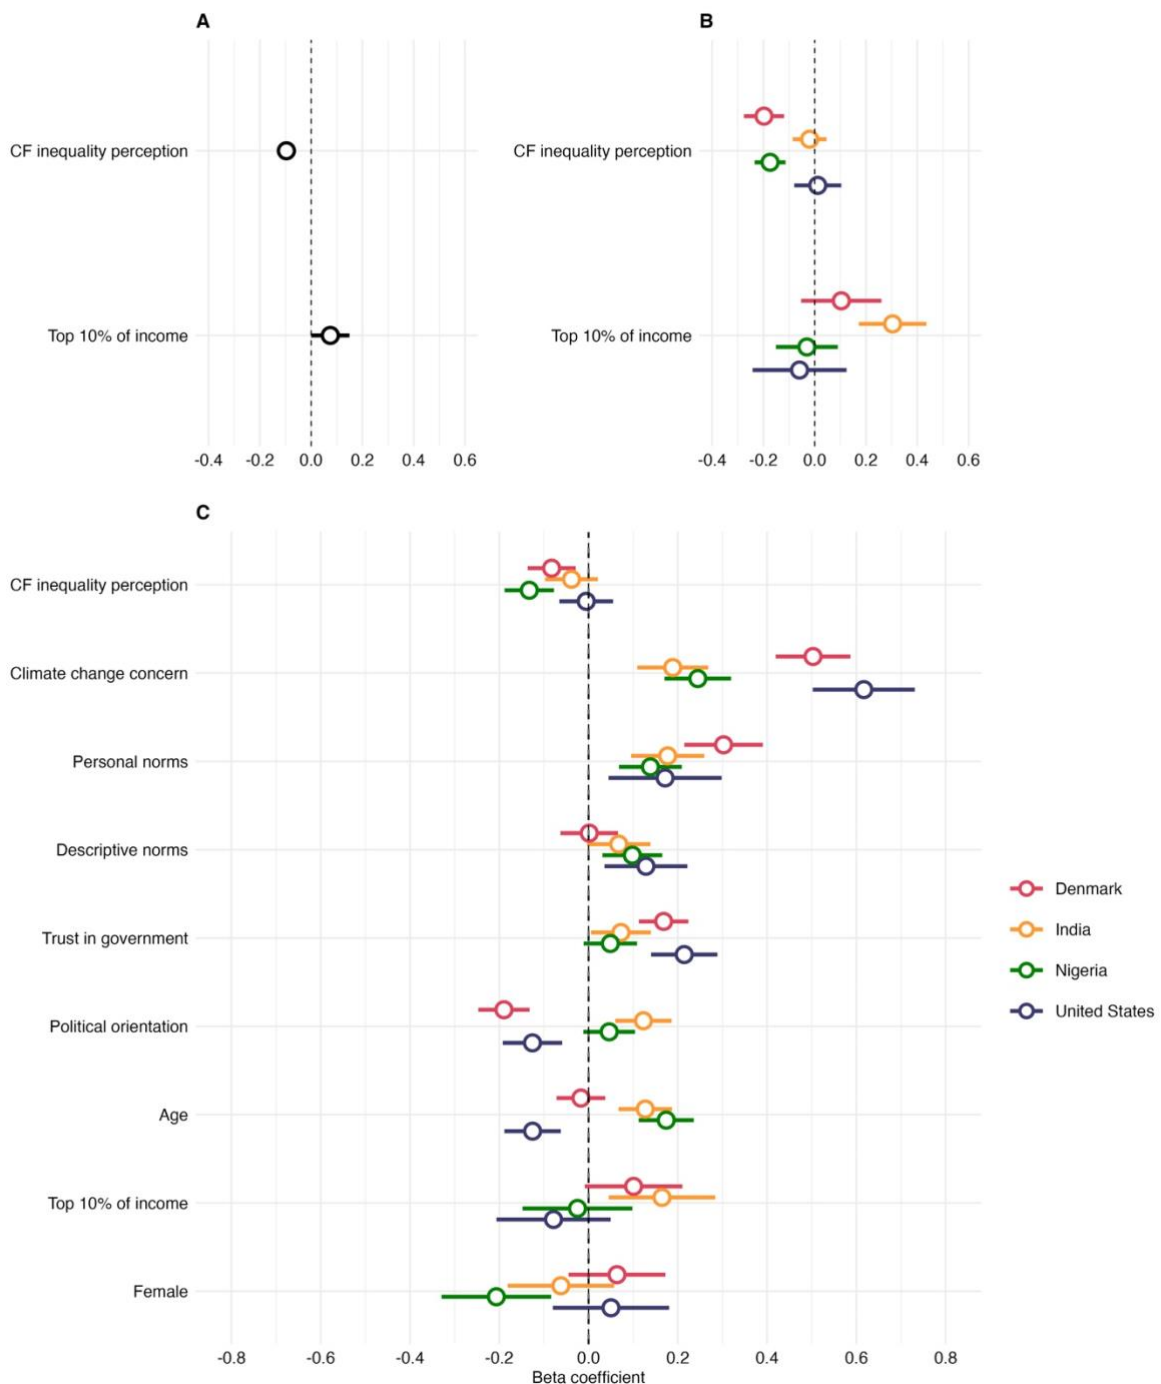 A
CF inequality perception
Top 10% of income
-0.4 -0.2 0.0 0.2 0.4 0.6
B
CF inequality perception
Top 10% of income
-0.4 -0.2 0.0 0.2 0.4 0.6
C
CF inequality perception
Climate change concern
Personal norms
Descriptive norms
Trust in government
Political orientation
Age
Top 10% of income
Female
-0.8 -0.6 -0.4 -0.2 0.0 0.2 0.4 0.6 0.8
Beta coefficient
Denmark
India
Nigeria
United States